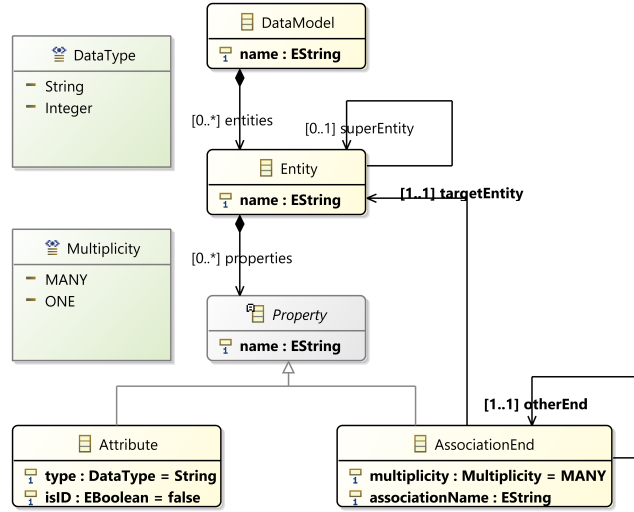 DataModel
name : EString
DataType
String
Integer
[0..*] entities
[0..1] superEntity
Entity
name : EString
[1..1] targetEntity
Multiplicity
MANY
ONE
[0..*] properties
Property
name : EString
[1..1] otherEnd
Attribute
type : DataType = String
isID : EBoolean = false
AssociationEnd
multiplicity : Multiplicity = MANY
associationName : EString